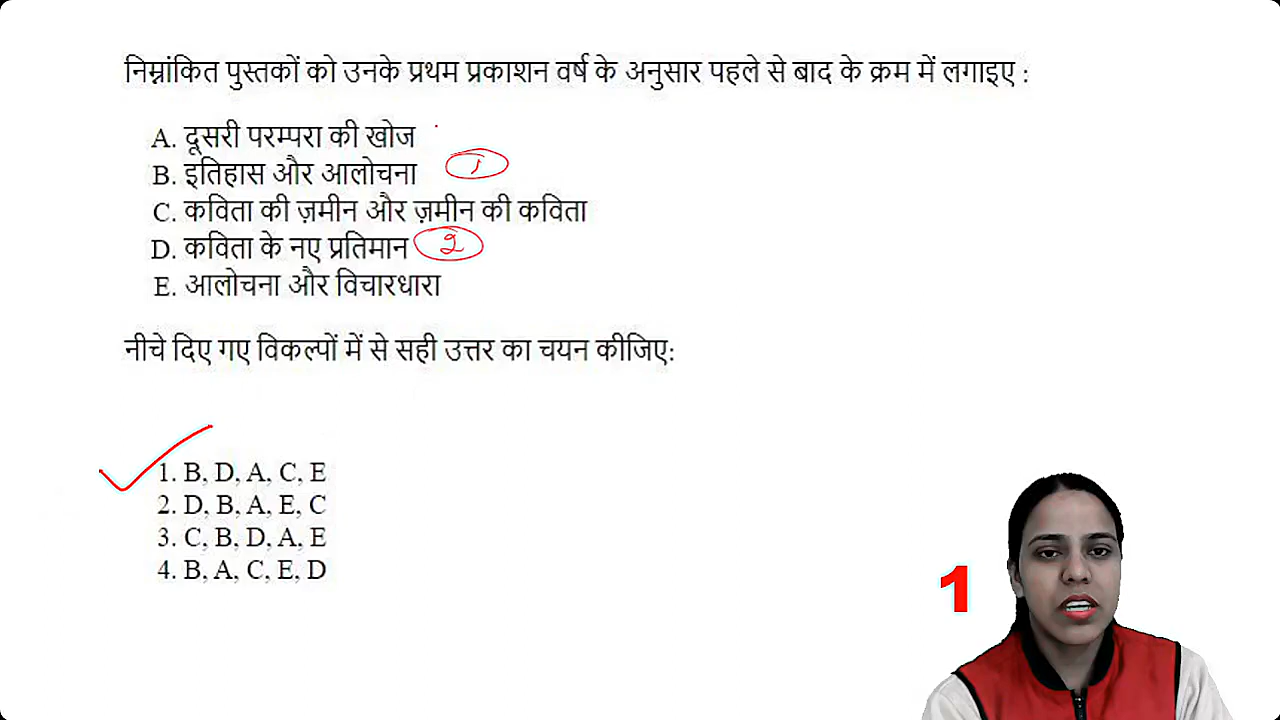 निम्नांकित पुस्तकों को उनके प्रथम प्रकाशन वर्ष के अनुसार पहले से बाद के क्रम में लगाइए :
A. दूसरी परम्परा की खोज
B. इतिहास और आलोचना 1
C. कविता की ज़मीन और ज़मीन की कविता
D. कविता के नए प्रतिमान 2
E. आलोचना और विचारधारा
नीचे दिए गए विकल्पों में से सही उत्तर का चयन कीजिए:
1. B, D, A, C, E
2. D, B, A, E, C
3. C, B, D, A, E
4. B, A, C, E, D
1